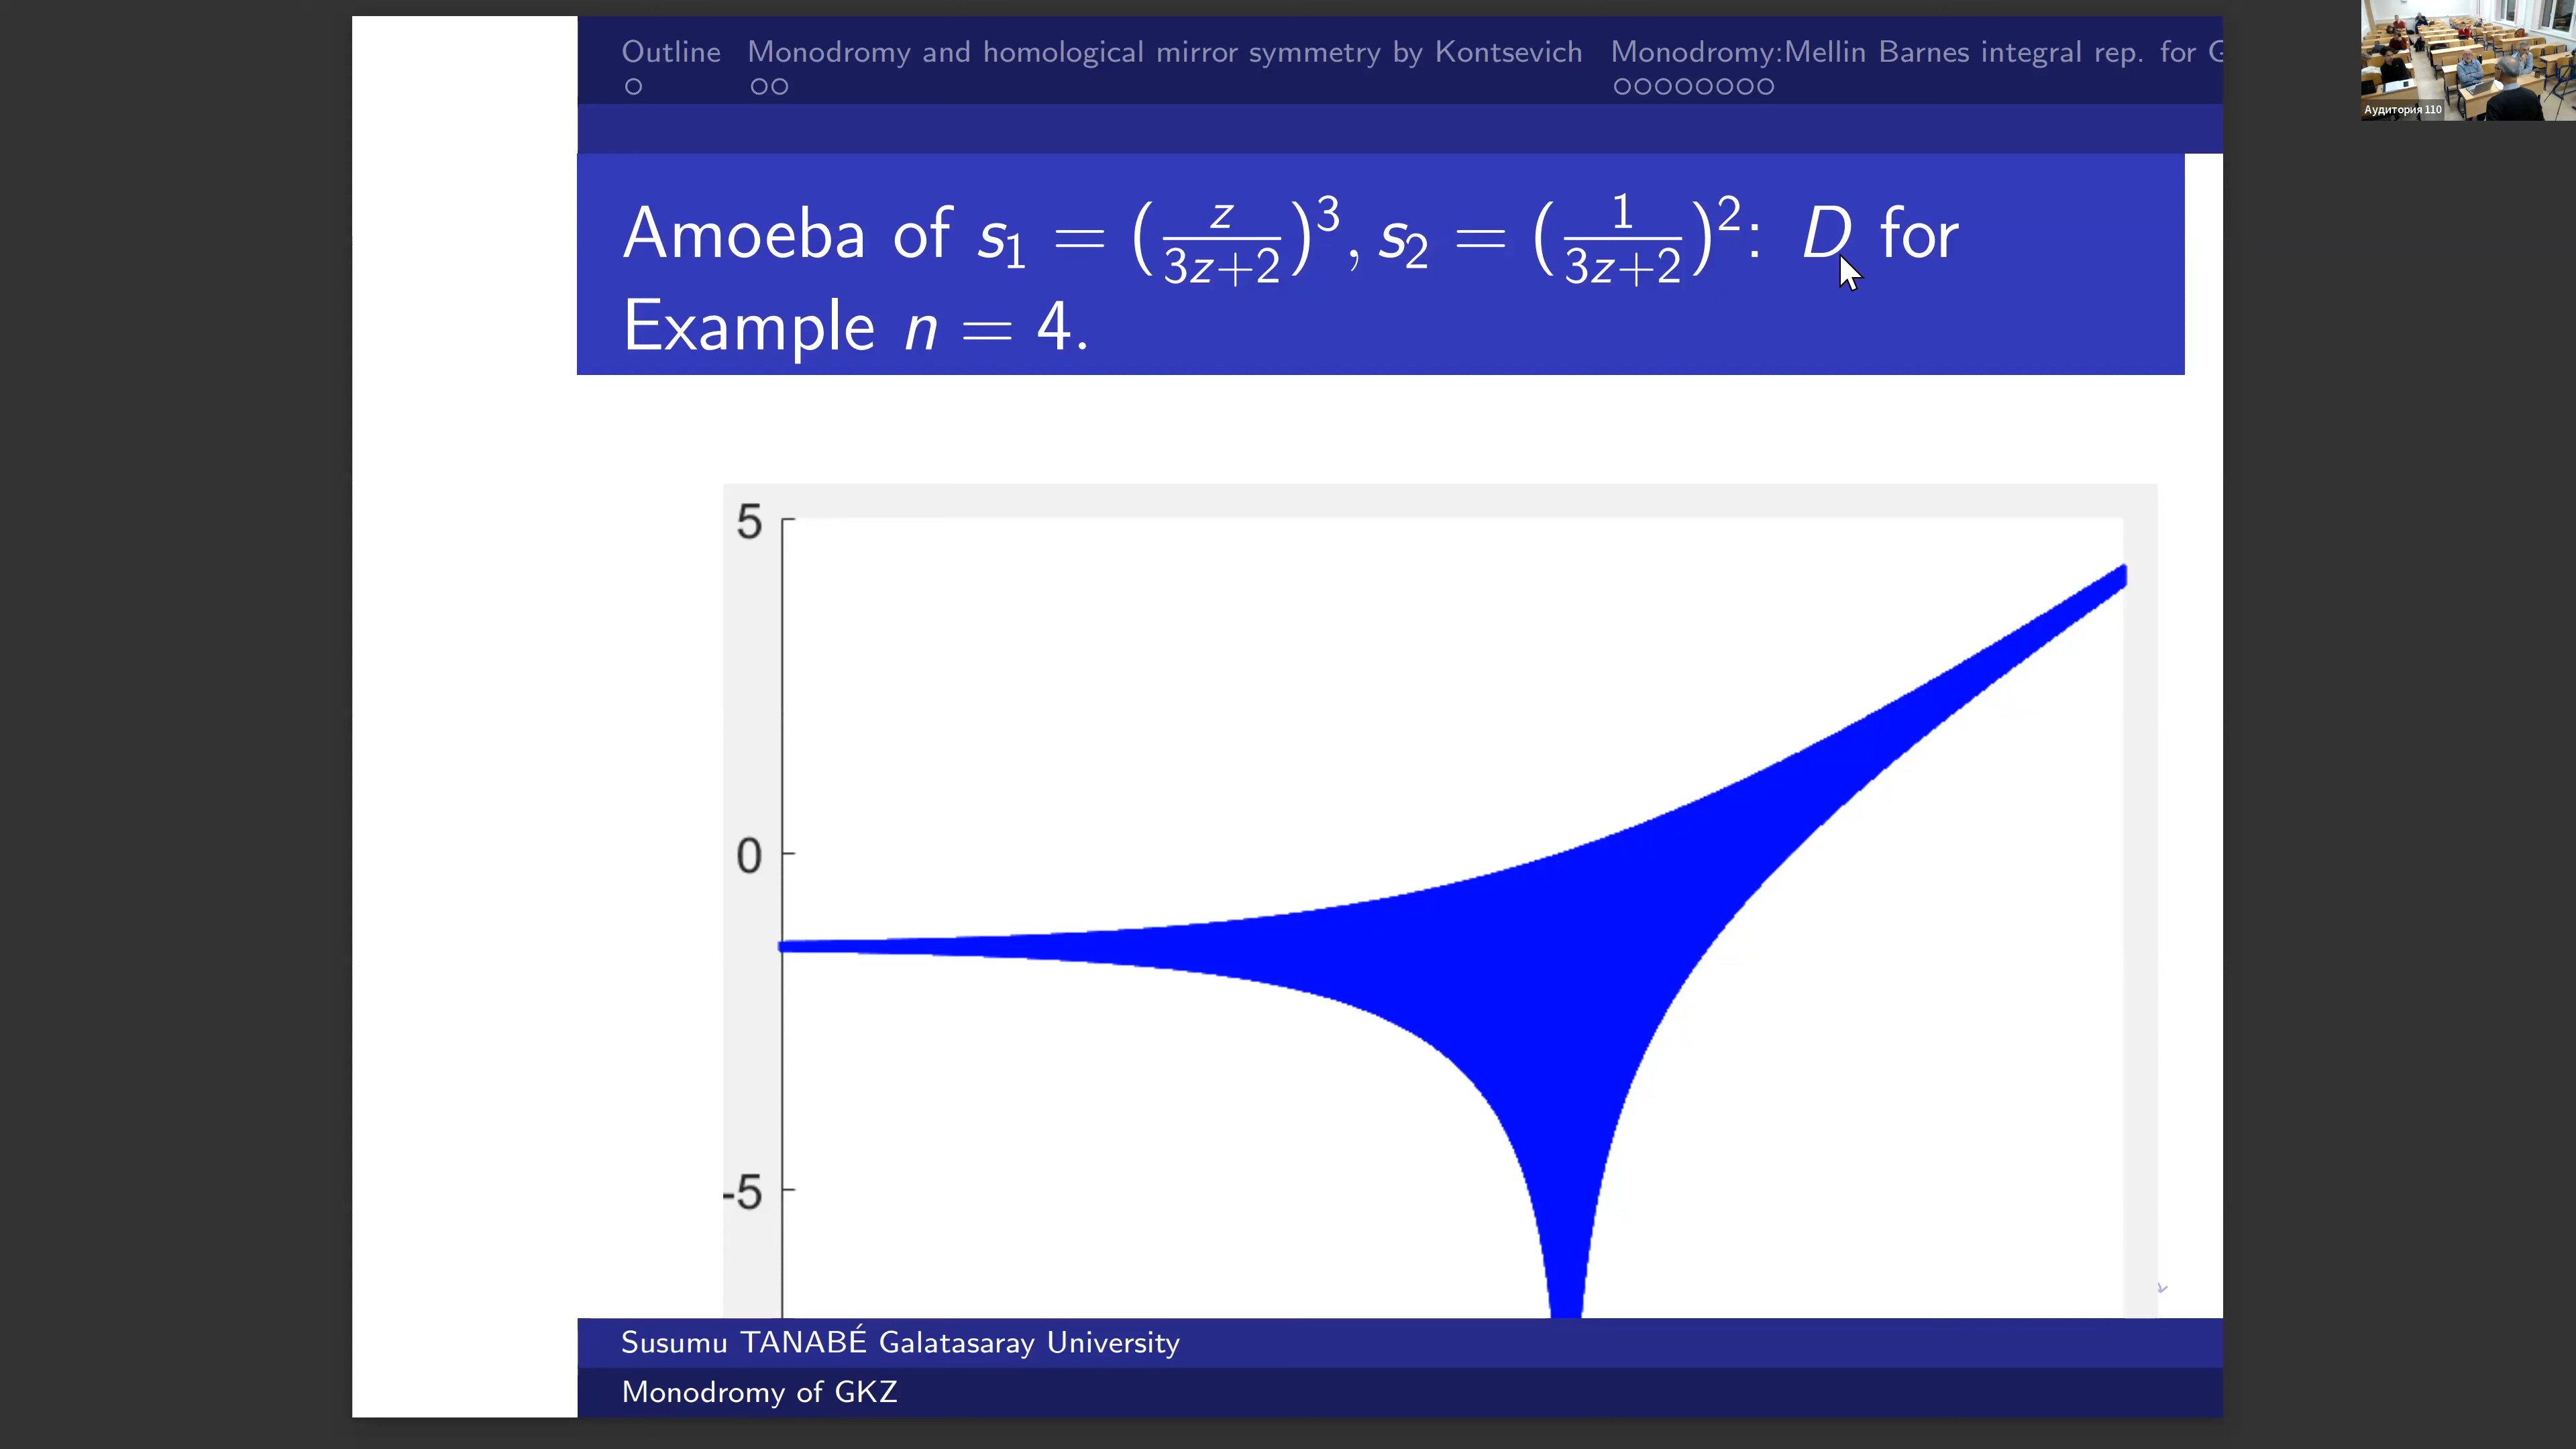 Outline Monodromy and homological mirror symmetry by Kontsevich Monodromy:Mellin Barnes integral rep. for G
Аудитория 110
Amoeba of s₁ = (z/(3z+2))³, s₂ = (1/(3z+2))²: D for
Example n = 4.
5
0
-5
Susumu TANABÉ Galatasaray University
Monodromy of GKZ